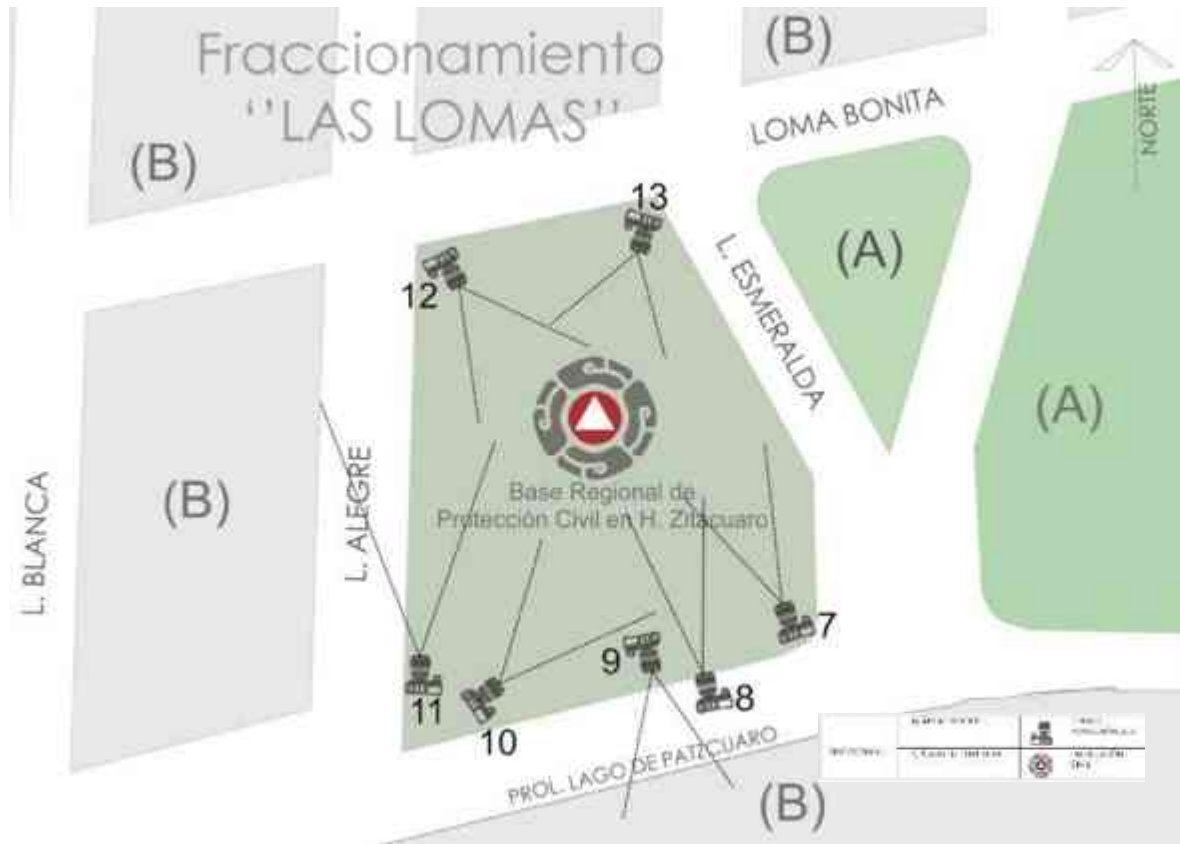 Fraccionamiento
‘‘LAS LOMAS’’
(B)
(B)
LOMA BONITA
NORTE
13
12
L. ESMERALDA
(A)
(A)
(B)
L. BLANCA
L. ALEGRE
Base Regional de
Protección Civil en H. Zitácuaro
11
10
9
8
7
PROL. LAGO DE PATZCUARO
(B)